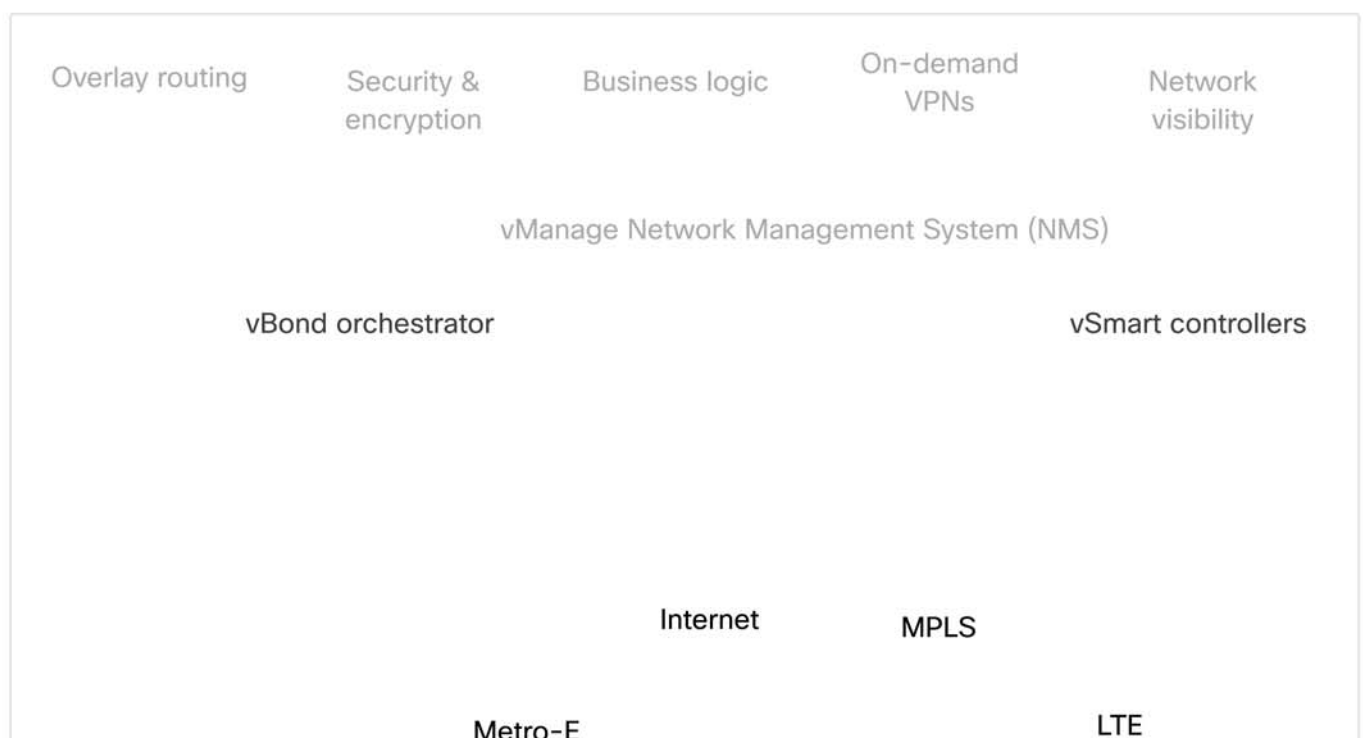 Overlay routing
Security &
encryption
Business logic
On-demand
VPNs
Network
visibility
vManage Network Management System (NMS)
vBond orchestrator
vSmart controllers
Internet
MPLS
Metro-E
LTE